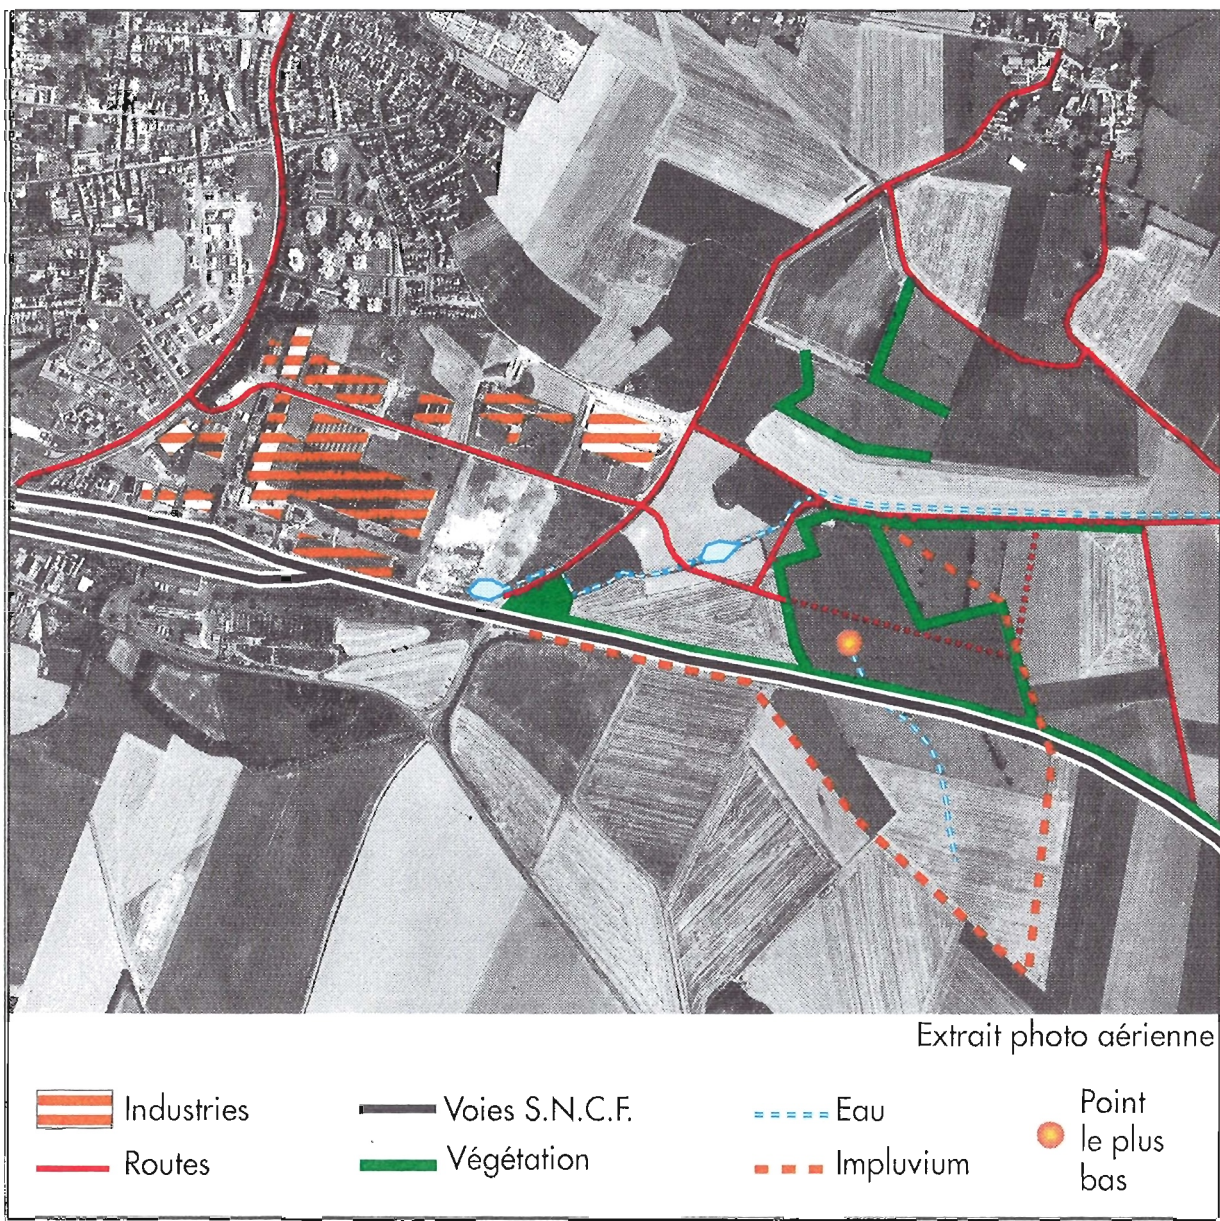 Extrait photo aérienne
Industries
Voies S.N.C.F.
Eau
Point
le plus
bas
Routes
Végétation
Impluvium